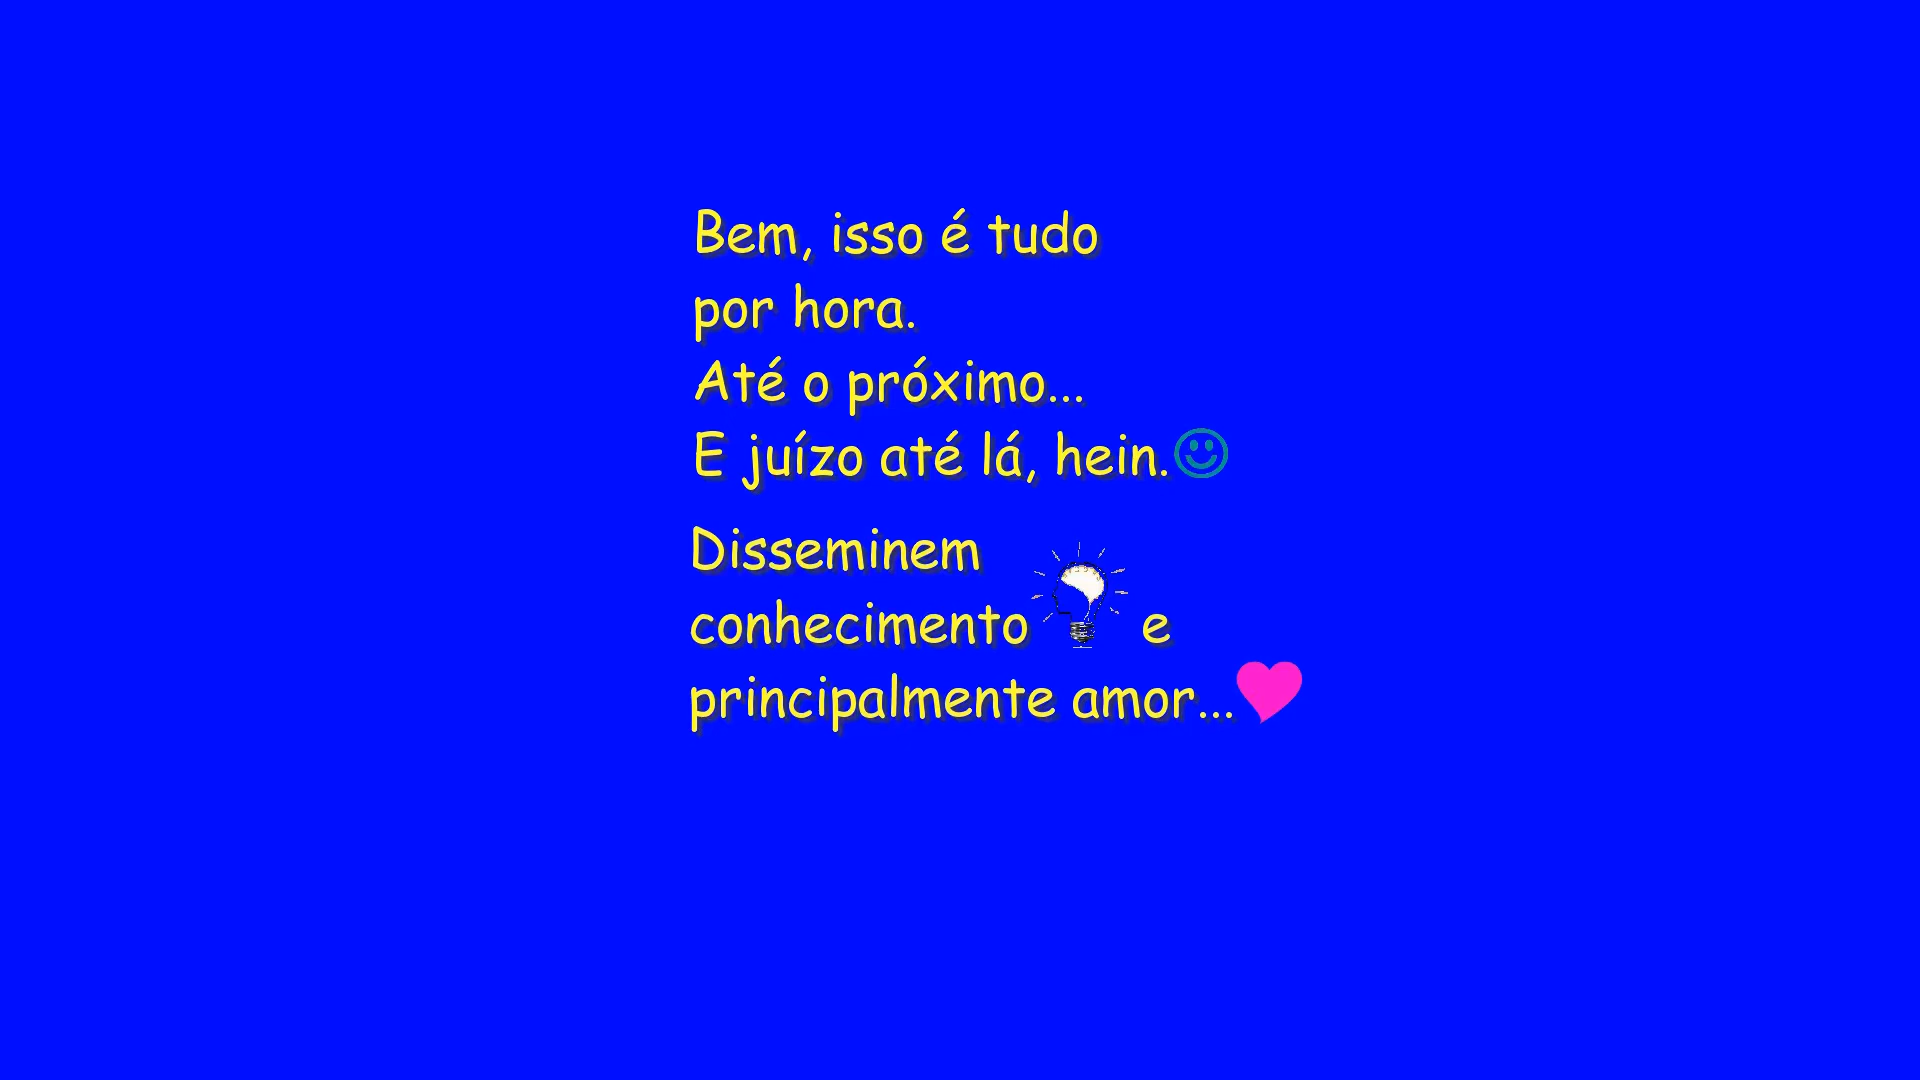 Bem, isso é tudo
por hora.
Até o próximo...
E juízo até lá, hein.
Disseminem
conhecimento e
principalmente amor...